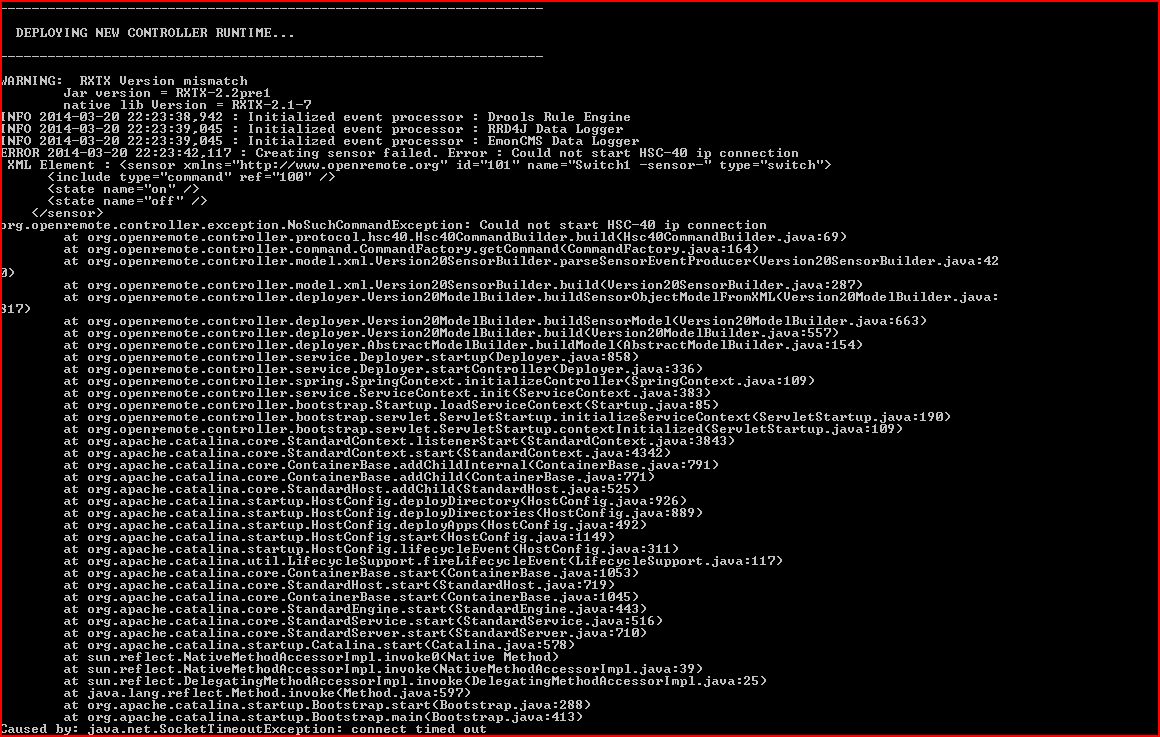 --------------------------------------------------------------------
DEPLOYING NEW CONTROLLER RUNTIME...
--------------------------------------------------------------------
WARNING:  RXTX Version mismatch
        Jar version = RXTX-2.2pre1
        native lib Version = RXTX-2.1-7
INFO 2014-03-20 22:23:38,942 : Initialized event processor : Drools Rule Engine
INFO 2014-03-20 22:23:39,045 : Initialized event processor : RRD4J Data Logger
INFO 2014-03-20 22:23:39,045 : Initialized event processor : EmonCMS Data Logger
ERROR 2014-03-20 22:23:42,117 : Creating sensor failed. Error : Could not start HSC-40 ip connection
 XML Element : <sensor xmlns="http://www.openremote.org" id="101" name="Switch1 -sensor-" type="switch">
      <include type="command" ref="100" />
      <state name="on" />
      <state name="off" />
    </sensor>
org.openremote.controller.exception.NoSuchCommandException: Could not start HSC-40 ip connection
        at org.openremote.controller.protocol.hsc40.Hsc40CommandBuilder.build(Hsc40CommandBuilder.java:69)
        at org.openremote.controller.command.CommandFactory.getCommand(CommandFactory.java:164)
        at org.openremote.controller.model.xml.Version20SensorBuilder.parseSensorEventProducer(Version20SensorBuilder.java:42
0)
        at org.openremote.controller.model.xml.Version20SensorBuilder.build(Version20SensorBuilder.java:287)
        at org.openremote.controller.deployer.Version20ModelBuilder.buildSensorObjectModelFromXML(Version20ModelBuilder.java:
817)
        at org.openremote.controller.deployer.Version20ModelBuilder.buildSensorModel(Version20ModelBuilder.java:663)
        at org.openremote.controller.deployer.Version20ModelBuilder.build(Version20ModelBuilder.java:557)
        at org.openremote.controller.deployer.AbstractModelBuilder.buildModel(AbstractModelBuilder.java:154)
        at org.openremote.controller.service.Deployer.startup(Deployer.java:858)
        at org.openremote.controller.service.Deployer.startController(Deployer.java:336)
        at org.openremote.controller.spring.SpringContext.initializeController(SpringContext.java:109)
        at org.openremote.controller.service.ServiceContext.init(ServiceContext.java:383)
        at org.openremote.controller.bootstrap.Startup.loadServiceContext(Startup.java:85)
        at org.openremote.controller.bootstrap.servlet.ServletStartup.initializeServiceContext(ServletStartup.java:190)
        at org.openremote.controller.bootstrap.servlet.ServletStartup.contextInitialized(ServletStartup.java:109)
        at org.apache.catalina.core.StandardContext.listenerStart(StandardContext.java:3843)
        at org.apache.catalina.core.StandardContext.start(StandardContext.java:4342)
        at org.apache.catalina.core.ContainerBase.addChildInternal(ContainerBase.java:791)
        at org.apache.catalina.core.ContainerBase.addChild(ContainerBase.java:771)
        at org.apache.catalina.core.StandardHost.addChild(StandardHost.java:525)
        at org.apache.catalina.startup.HostConfig.deployDirectory(HostConfig.java:926)
        at org.apache.catalina.startup.HostConfig.deployDirectories(HostConfig.java:889)
        at org.apache.catalina.startup.HostConfig.deployApps(HostConfig.java:492)
        at org.apache.catalina.startup.HostConfig.start(HostConfig.java:1149)
        at org.apache.catalina.startup.HostConfig.lifecycleEvent(HostConfig.java:311)
        at org.apache.catalina.util.LifecycleSupport.fireLifecycleEvent(LifecycleSupport.java:117)
        at org.apache.catalina.core.ContainerBase.start(ContainerBase.java:1053)
        at org.apache.catalina.core.StandardHost.start(StandardHost.java:719)
        at org.apache.catalina.core.ContainerBase.start(ContainerBase.java:1045)
        at org.apache.catalina.core.StandardEngine.start(StandardEngine.java:443)
        at org.apache.catalina.core.StandardService.start(StandardService.java:516)
        at org.apache.catalina.core.StandardServer.start(StandardServer.java:710)
        at org.apache.catalina.startup.Catalina.start(Catalina.java:578)
        at sun.reflect.NativeMethodAccessorImpl.invoke0(Native Method)
        at sun.reflect.NativeMethodAccessorImpl.invoke(NativeMethodAccessorImpl.java:39)
        at sun.reflect.DelegatingMethodAccessorImpl.invoke(DelegatingMethodAccessorImpl.java:25)
        at java.lang.reflect.Method.invoke(Method.java:597)
        at org.apache.catalina.startup.Bootstrap.start(Bootstrap.java:288)
        at org.apache.catalina.startup.Bootstrap.main(Bootstrap.java:413)
Caused by: java.net.SocketTimeoutException: connect timed out